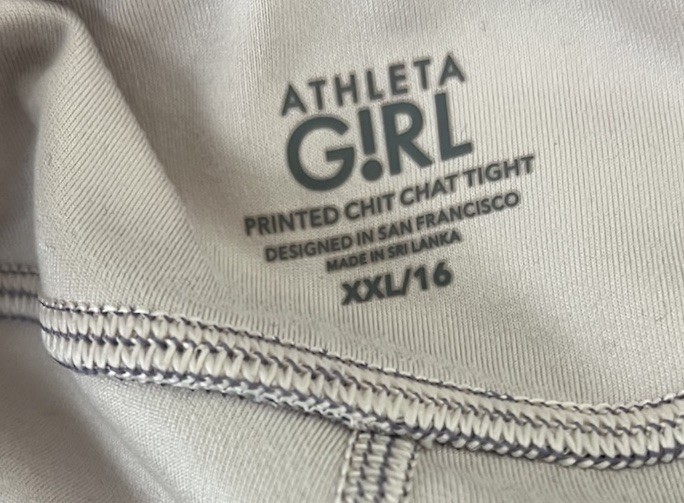 ATHLETA
G!RL
PRINTED CHIT CHAT TIGHT
DESIGNED IN SAN FRANCISCO
MADE IN SRI LANKA
XXL/16